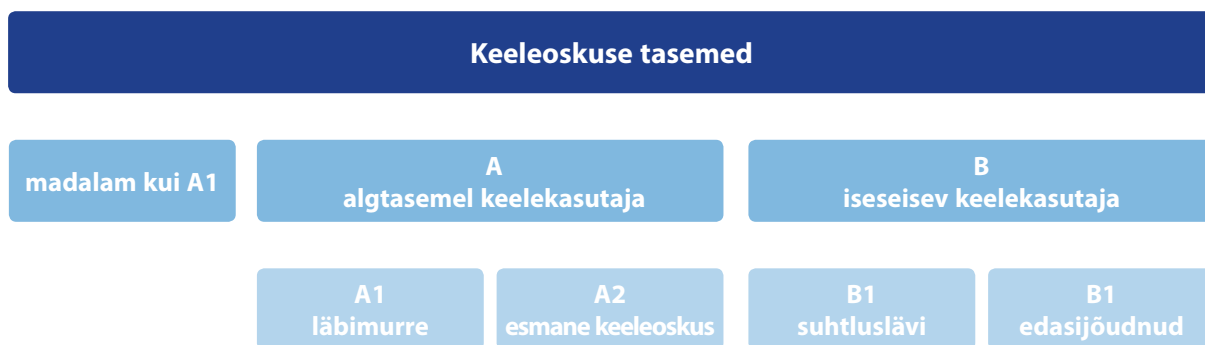 Keeleoskuse tasemed
madalam kui A1
A
algtasemel keelekasutaja
B
iseseisev keelekasutaja
A1
läbimurre
A2
esmane keeleoskus
B1
suhtluslävi
B1
edasijõudnud